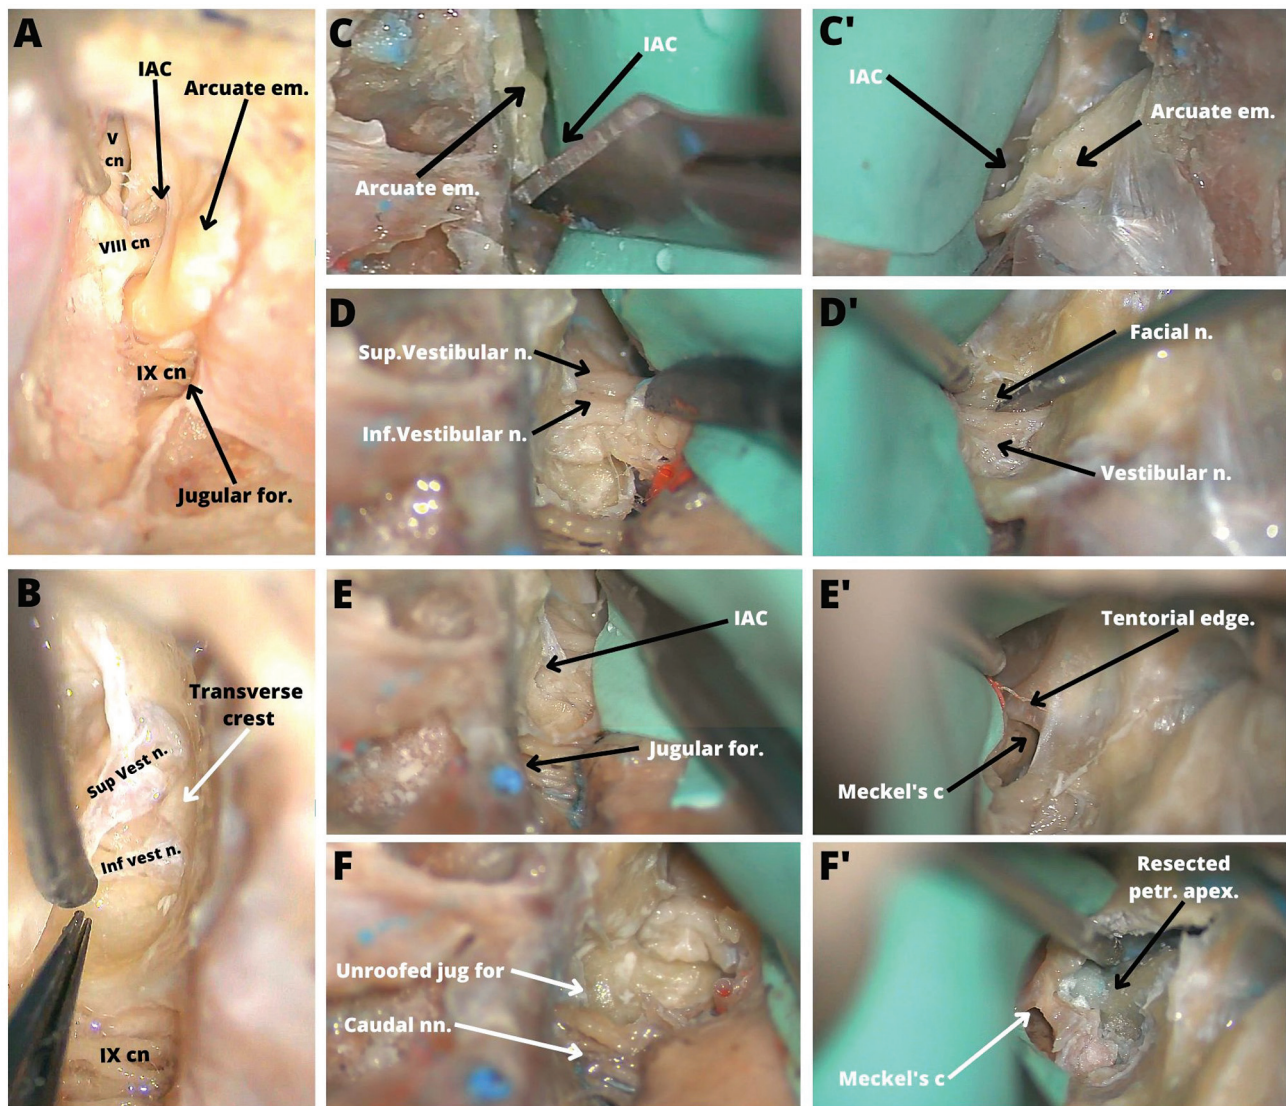 A
IAC
Arcuate em.
V
cn
VIII cn
IX cn
Jugular for.
C
IAC
Arcuate em.
C'
IAC
Arcuate em.
D
Sup.Vestibular n.
Inf.Vestibular n.
D'
Facial n.
Vestibular n.
B
Transverse
crest
Sup Vest n.
Inf vest n.
IX cn
E
IAC
Jugular for.
E'
Tentorial edge.
Meckel's c
F
Unroofed jug for
Caudal nn.
F'
Resected
petr. apex.
Meckel's c